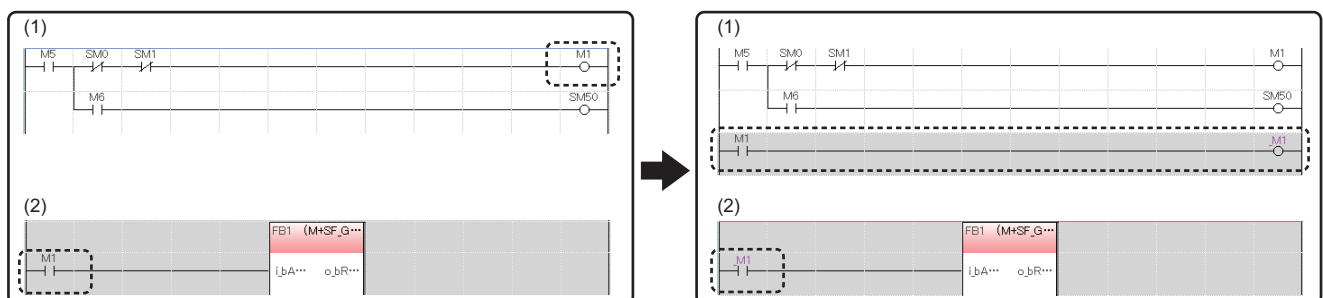 (1)
M5 SM0 SM1 M1
M6 SM50
(2)
FB1 (M+SF_G…
M1
i_bA… o_bR…
(1)
M5 SM0 SM1 M1
M6 SM50
M1 _M1
(2)
FB1 (M+SF_G…
_M1
i_bA… o_bR…